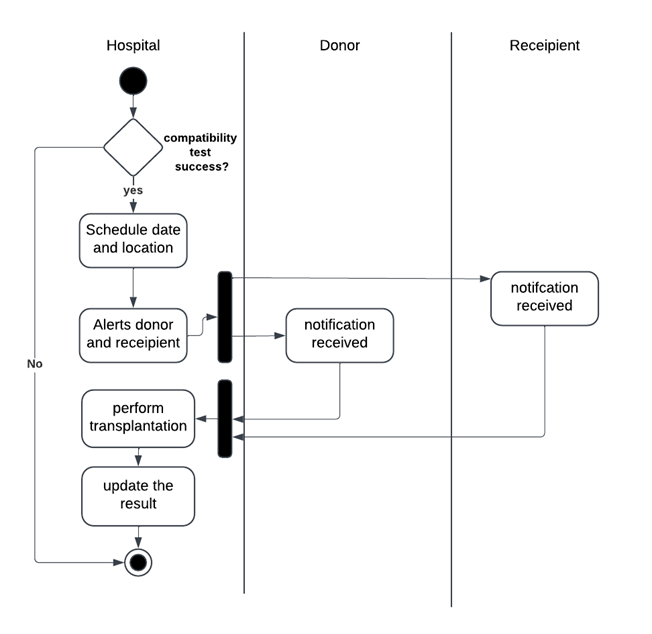 Hospital
Donor
Receipient
compatibility
test
success?
yes
Schedule date
and location
notifcation
received
Alerts donor
and receipient
notification
received
No
perform
transplantation
update the
result